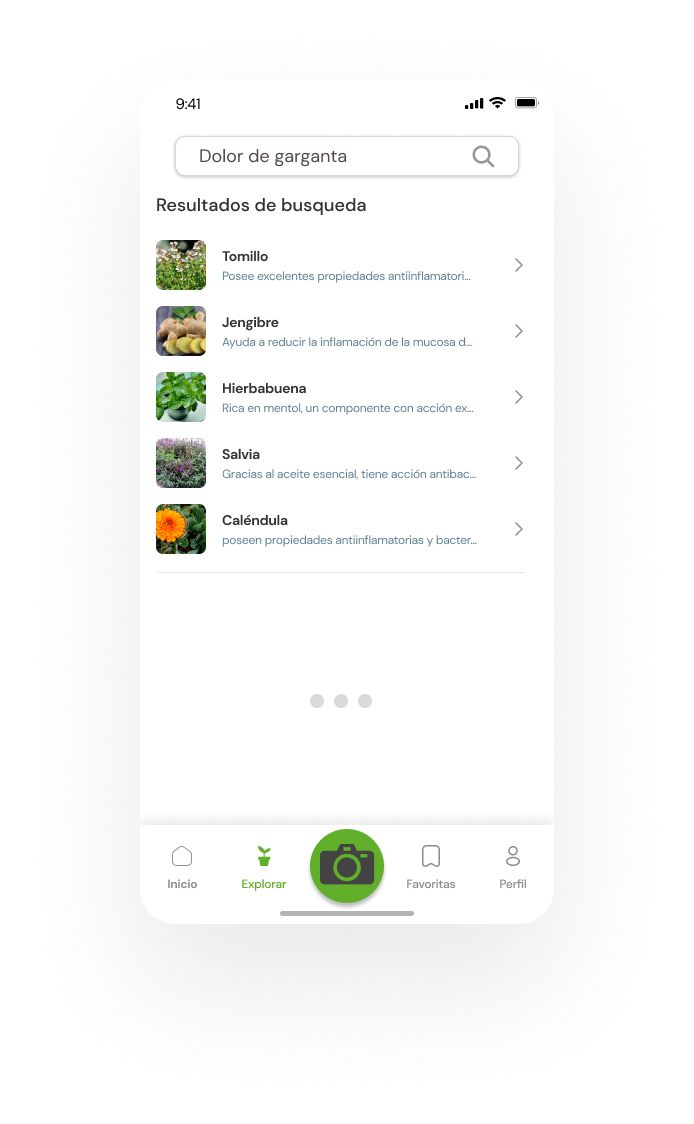 9:41
Dolor de garganta
Resultados de busqueda
Tomillo
Posee excelentes propiedades antiinflamatori...
Jengibre
Ayuda a reducir la inflamación de la mucosa d...
Hierbabuena
Rica en mentol, un componente con acción ex...
Salvia
Gracias al aceite esencial, tiene acción antibac...
Caléndula
poseen propiedades antiinflamatorias y bacter...
Inicio
Explorar
Favoritas
Perfil